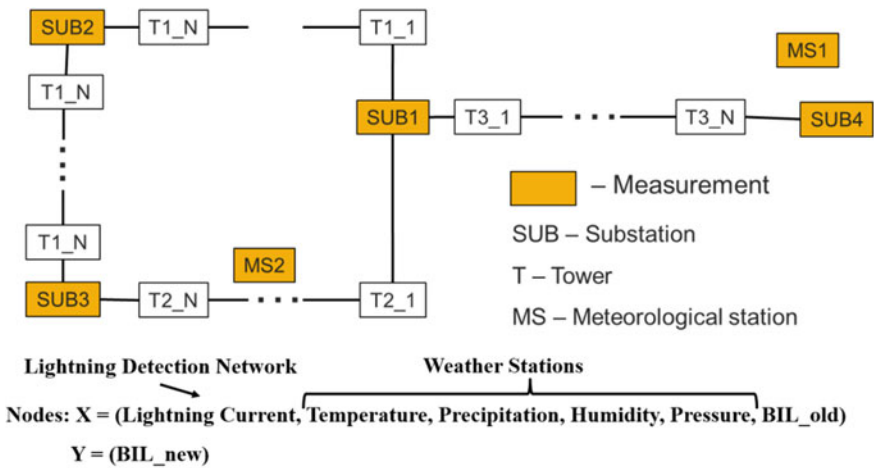 SUB2 T1_N T1_1
MS1
T1_N
SUB1 T3_1 ... T3_N SUB4
– Measurement
SUB – Substation
T1_N
MS2
T – Tower
SUB3 T2_N ... T2_1
MS – Meteorological station
Lightning Detection Network Weather Stations
Nodes: X = (Lightning Current, Temperature, Precipitation, Humidity, Pressure, BIL_old)
Y = (BIL_new)